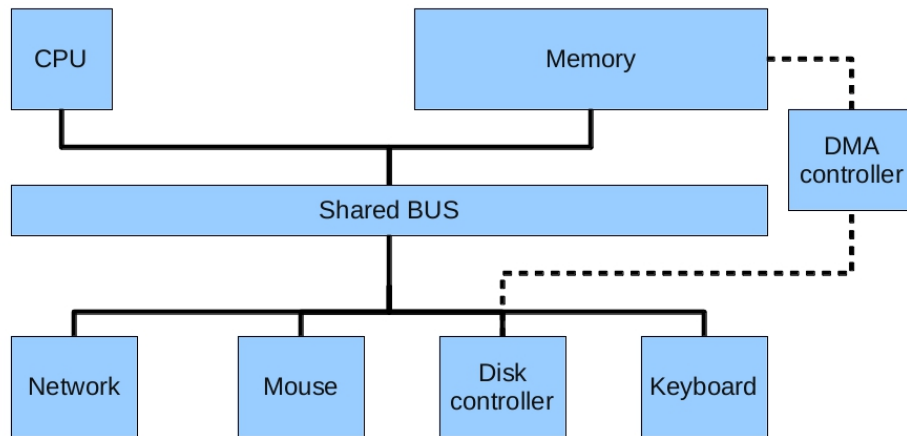 CPU
Memory
DMA
controller
Shared BUS
Network
Mouse
Disk
controller
Keyboard